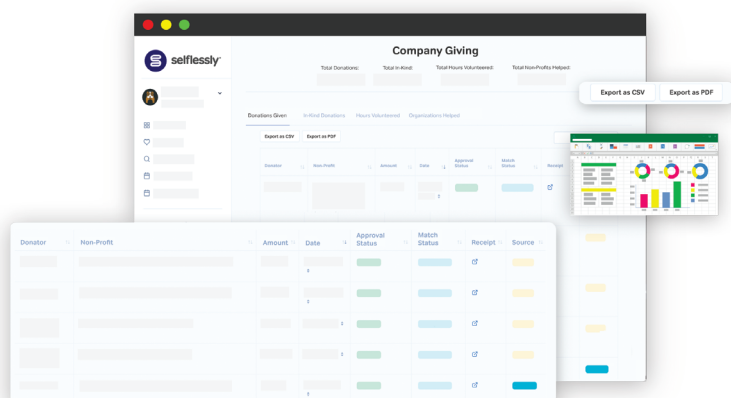 selflessly
Company Giving
Total Donations: Total In-Kind: Total Hours Volunteered: Total Non-Profits Helped:
Export as CSV Export as PDF
Donations Given In-Kind Donations Hours Volunteered Organizations Helped
Export as CSV Export as PDF
Donator Non-Profit Amount Date Approval Status Match Status Receipt
Donator Non-Profit Amount Date Approval Status Match Status Receipt Source